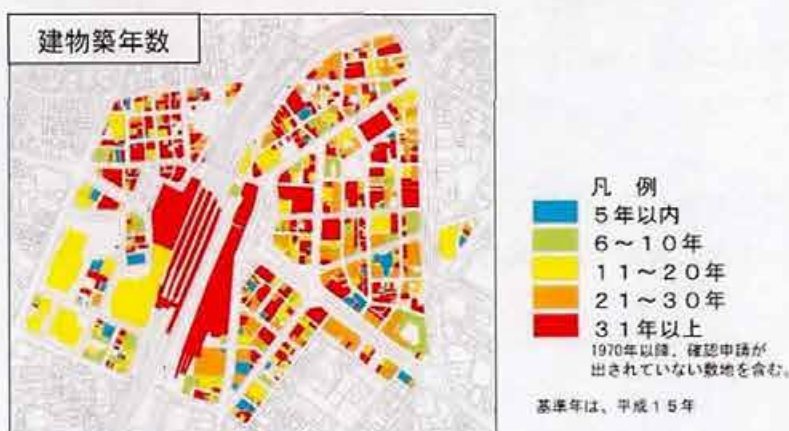 建物築年数
凡例
5年以内
6～10年
11～20年
21～30年
31年以上
1970年以降、確認申請が
出されていない敷地を含む。
基準年は、平成15年